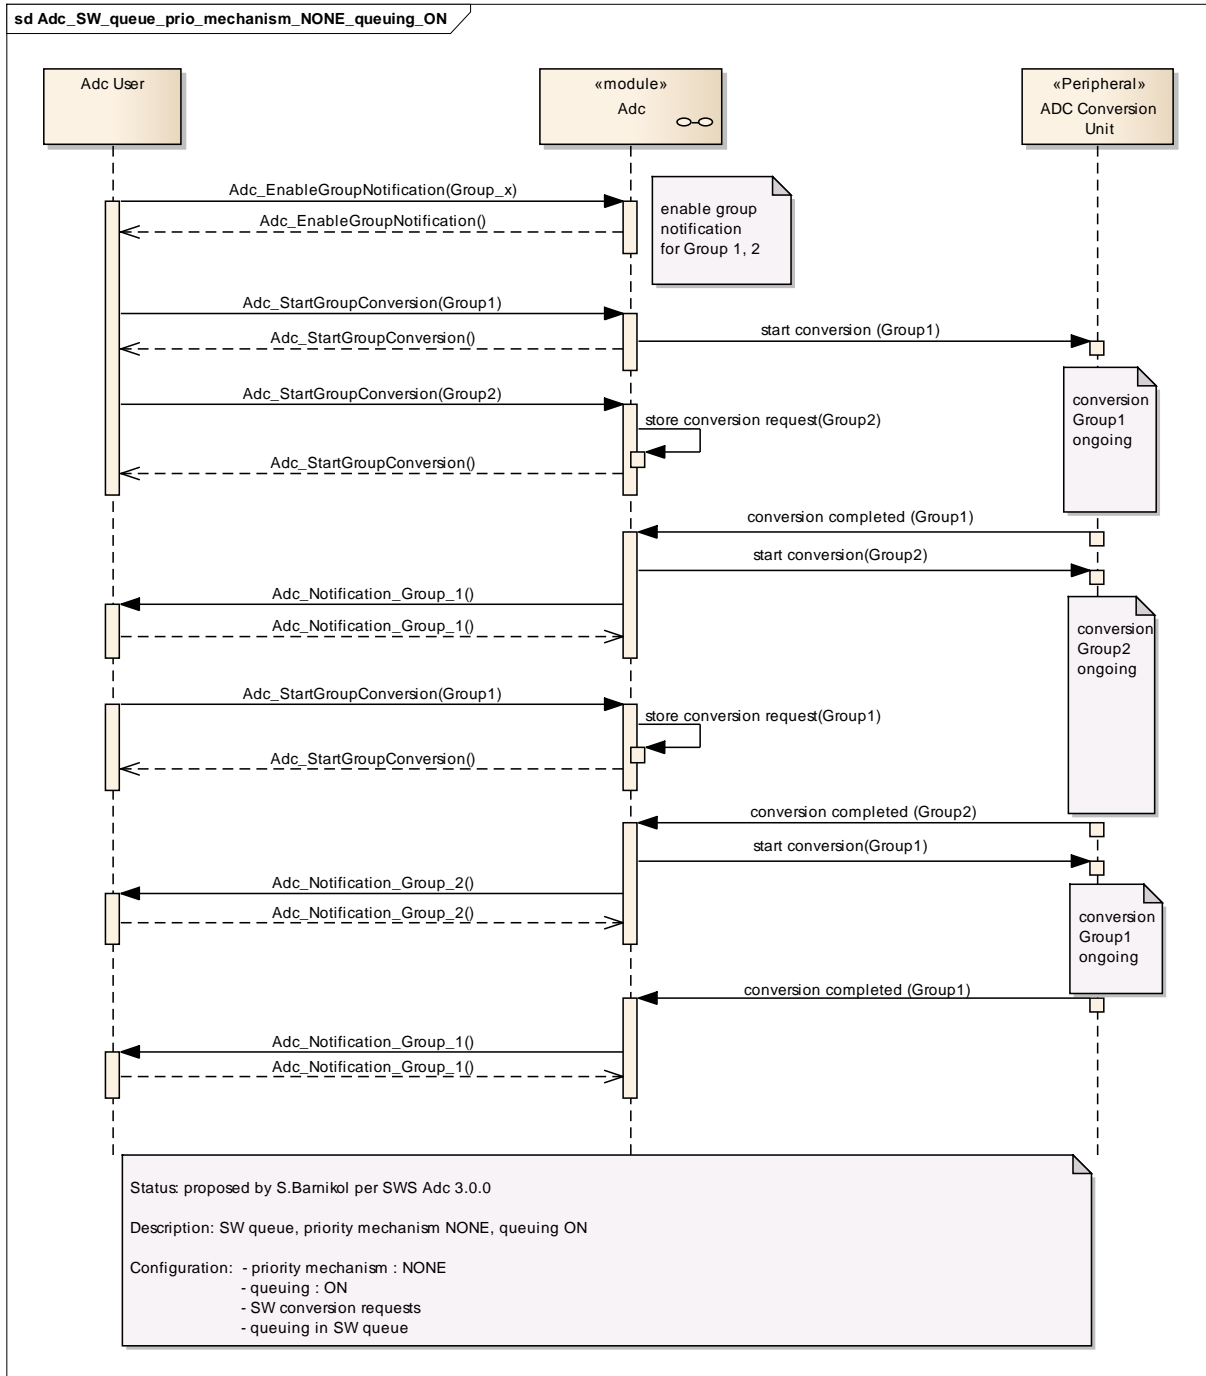 sd Adc_SW_queue_prio_mechanism_NONE_queuing_ON
Adc User
«module»
Adc
«Peripheral»
ADC Conversion
Unit
Adc_EnableGroupNotification(Group_x)
Adc_EnableGroupNotification()
enable group
notification
for Group 1, 2
Adc_StartGroupConversion(Group1)
start conversion (Group1)
Adc_StartGroupConversion()
Adc_StartGroupConversion(Group2)
store conversion request(Group2)
Adc_StartGroupConversion()
conversion
Group1
ongoing
conversion completed (Group1)
start conversion(Group2)
Adc_Notification_Group_1()
Adc_Notification_Group_1()
conversion
Group2
ongoing
Adc_StartGroupConversion(Group1)
store conversion request(Group1)
Adc_StartGroupConversion()
conversion completed (Group2)
start conversion(Group1)
Adc_Notification_Group_2()
Adc_Notification_Group_2()
conversion
Group1
ongoing
conversion completed (Group1)
Adc_Notification_Group_1()
Adc_Notification_Group_1()
Status: proposed by S.Barnikol per SWS Adc 3.0.0
Description: SW queue, priority mechanism NONE, queuing ON
Configuration: - priority mechanism : NONE
- queuing : ON
- SW conversion requests
- queuing in SW queue